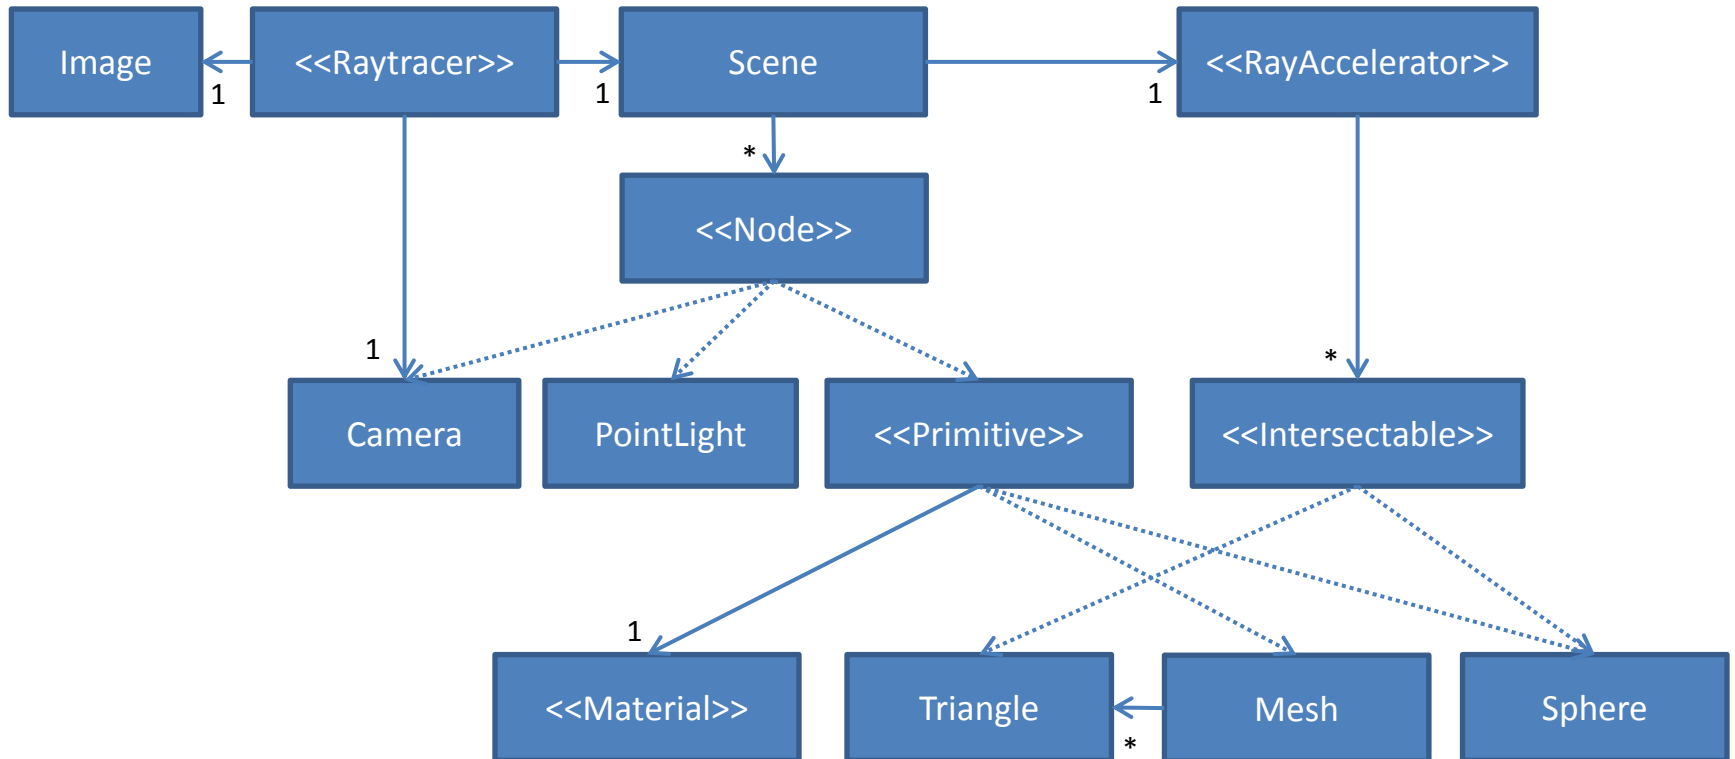 Image
<<Raytracer>>
Scene
<<RayAccelerator>>
1
1
1
*
<<Node>>
1
*
Camera
PointLight
<<Primitive>>
<<Intersectable>>
1
<<Material>>
Triangle
Mesh
Sphere
*